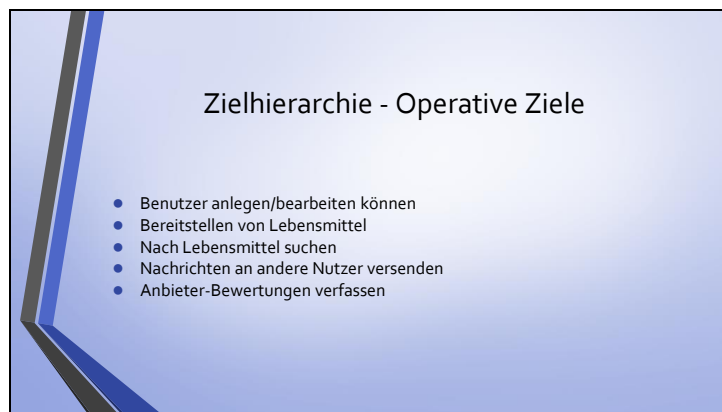 Zielhierarchie - Operative Ziele
● Benutzer anlegen/bearbeiten können
● Bereitstellen von Lebensmittel
● Nach Lebensmittel suchen
● Nachrichten an andere Nutzer versenden
● Anbieter-Bewertungen verfassen